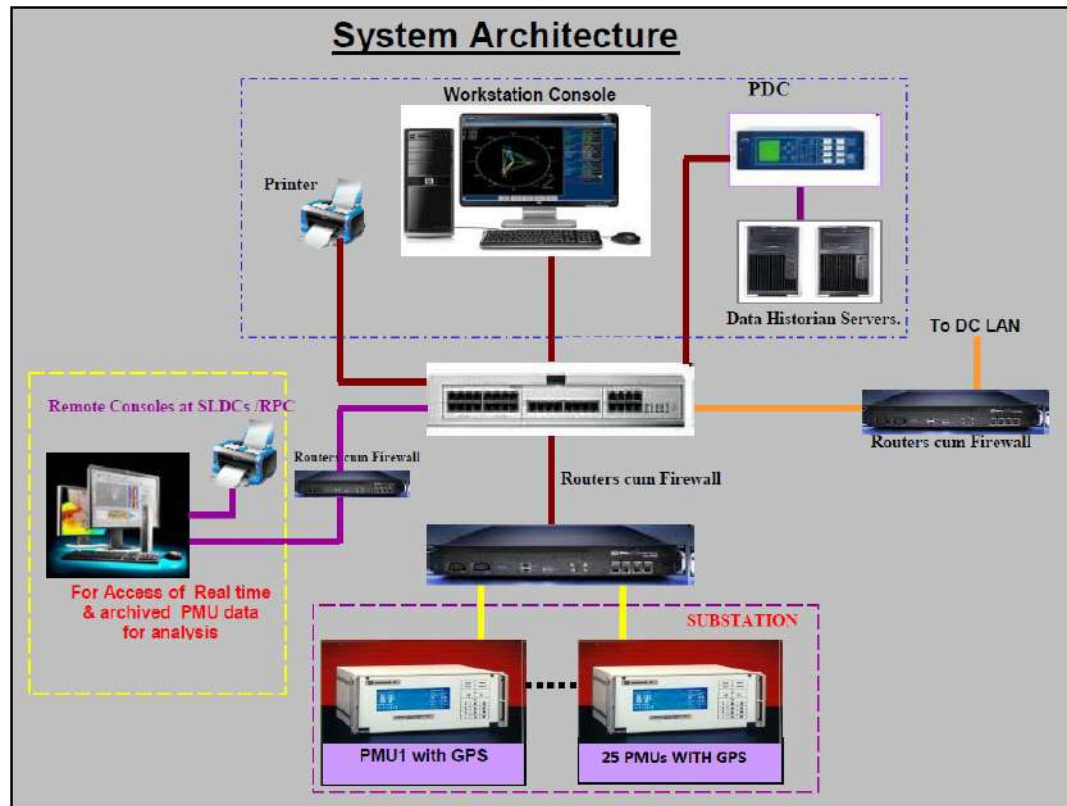 System Architecture
Workstation Console
PDC
Printer
Data Historian Servers.
To DC LAN
Remote Consoles at SLDCs /RPC
Routers cum Firewall
Routers cum Firewall
Routers cum Firewall
For Access of Real time
& archived PMU data
for analysis
SUBSTATION
PMU1 with GPS
25 PMUs WITH GPS